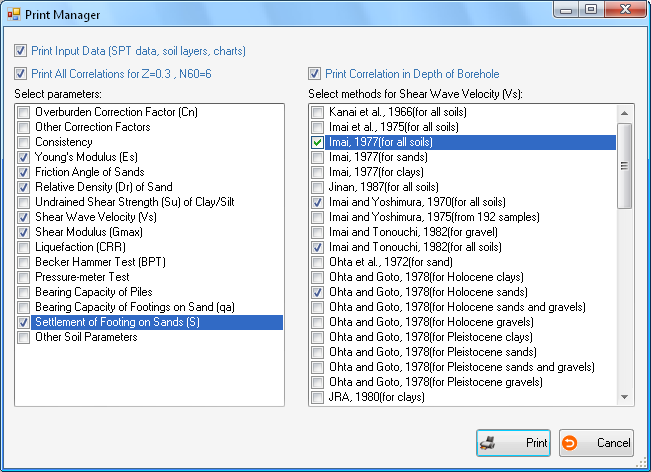 Print Manager
Print Input Data (SPT data, soil layers, charts)
Print All Correlations for Z=0.3 , N60=6
Print Correlation in Depth of Borehole
Select parameters:
Overburden Correction Factor (Cn)
Other Correction Factors
Consistency
Young's Modulus (Es)
Friction Angle of Sands
Relative Density (Dr) of Sand
Undrained Shear Strength (Su) of Clay/Silt
Shear Wave Velocity (Vs)
Shear Modulus (Gmax)
Liquefaction (CRR)
Becker Hammer Test (BPT)
Pressure-meter Test
Bearing Capacity of Piles
Bearing Capacity of Footings on Sand (qa)
Settlement of Footing on Sands (S)
Other Soil Parameters
Select methods for Shear Wave Velocity (Vs):
Kanai et al., 1966(for all soils)
Imai et al., 1975(for all soils)
Imai, 1977(for all soils)
Imai, 1977(for sands)
Imai, 1977(for clays)
Jinan, 1987(for all soils)
Imai and Yoshimura, 1970(for all soils)
Imai and Yoshimura, 1975(from 192 samples)
Imai and Tonouchi, 1982(for gravel)
Imai and Tonouchi, 1982(for all soils)
Ohta et al., 1972(for sand)
Ohta and Goto, 1978(for Holocene clays)
Ohta and Goto, 1978(for Holocene sands)
Ohta and Goto, 1978(for Holocene sands and gravels)
Ohta and Goto, 1978(for Holocene gravels)
Ohta and Goto, 1978(for Pleistocene clays)
Ohta and Goto, 1978(for Pleistocene sands)
Ohta and Goto, 1978(for Pleistocene sands and gravels)
Ohta and Goto, 1978(for Pleistocene gravels)
JRA, 1980(for clays)
Print
Cancel